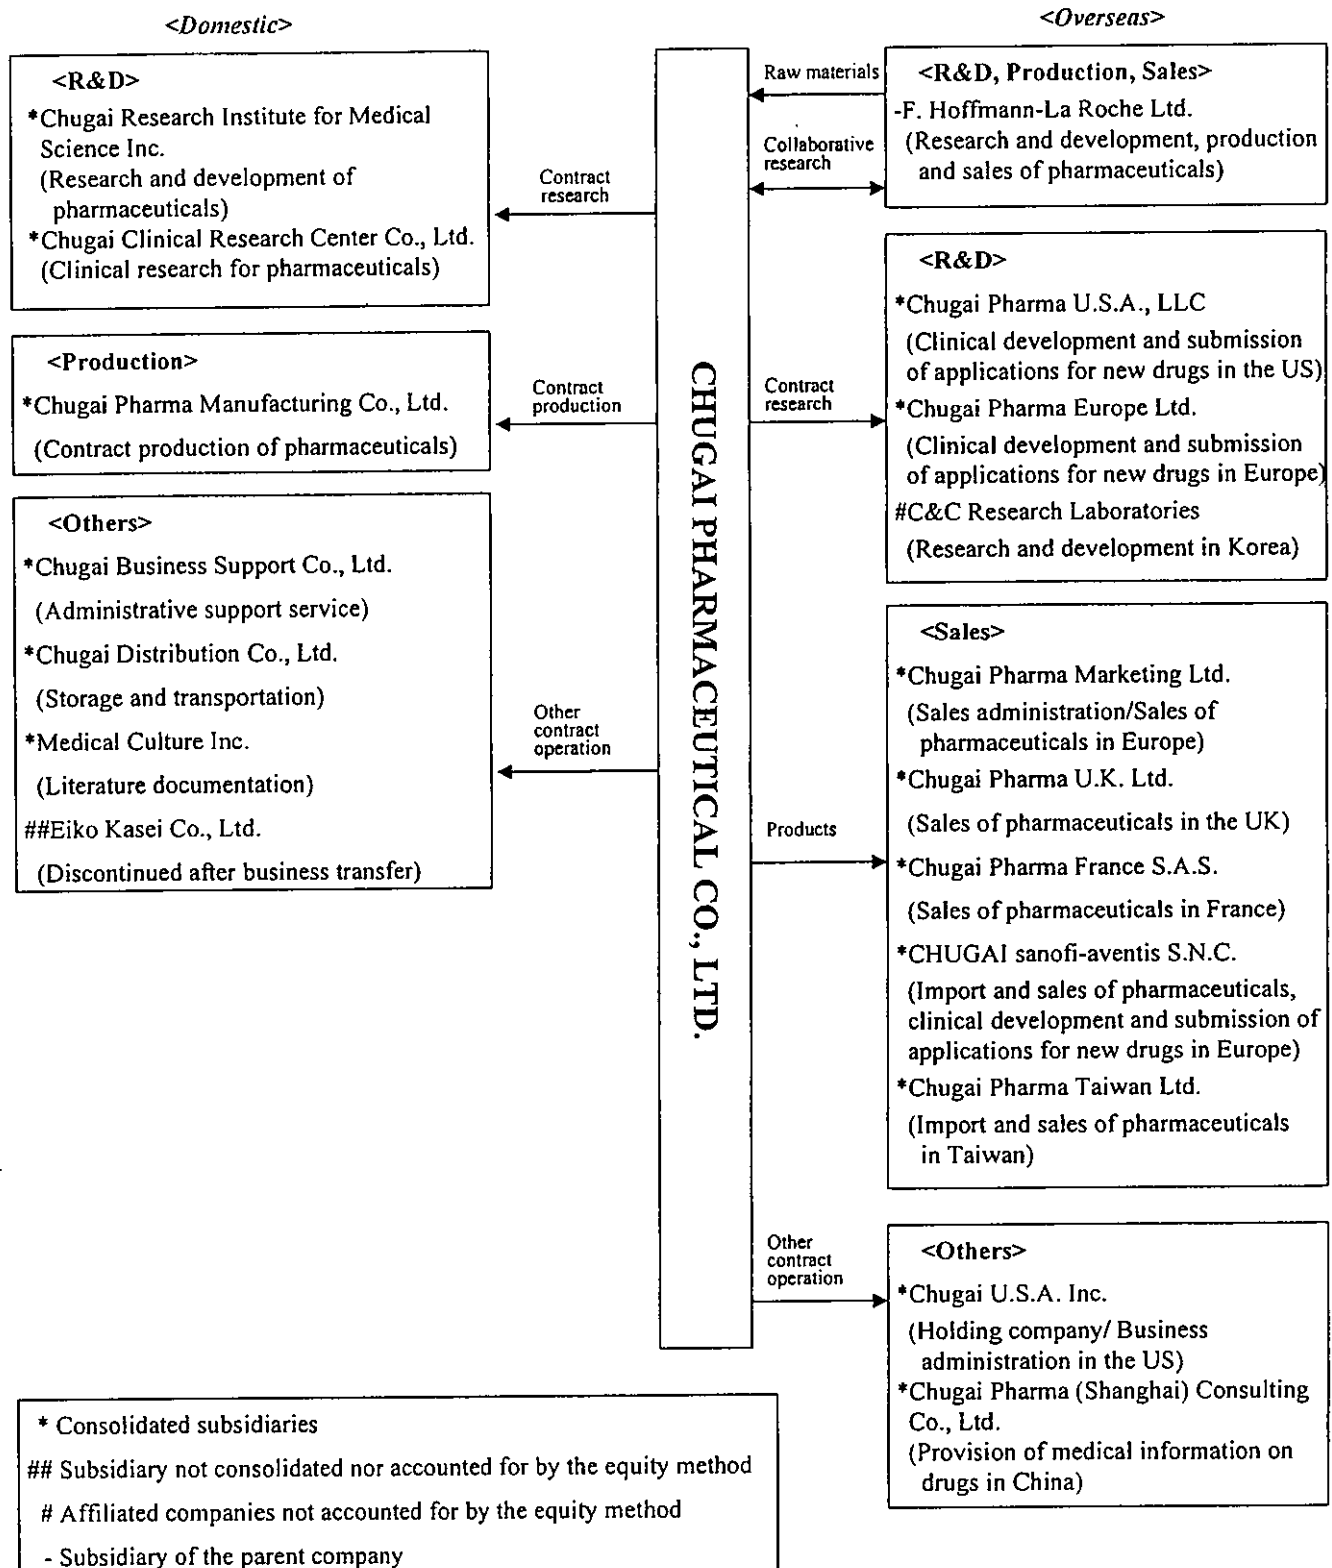 <Domestic>
<R&D>
*Chugai Research Institute for Medical
Science Inc.
(Research and development of
pharmaceuticals)
*Chugai Clinical Research Center Co., Ltd.
(Clinical research for pharmaceuticals)
Contract
research
<Production>
*Chugai Pharma Manufacturing Co., Ltd.
(Contract production of pharmaceuticals)
Contract
production
<Others>
*Chugai Business Support Co., Ltd.
(Administrative support service)
*Chugai Distribution Co., Ltd.
(Storage and transportation)
*Medical Culture Inc.
(Literature documentation)
##Eiko Kasei Co., Ltd.
(Discontinued after business transfer)
Other
contract
operation
CHUGAI PHARMACEUTICAL CO., LTD.
<Overseas>
Raw materials
Collaborative
research
<R&D, Production, Sales>
-F. Hoffmann-La Roche Ltd.
(Research and development, production
and sales of pharmaceuticals)
Contract
research
<R&D>
*Chugai Pharma U.S.A., LLC
(Clinical development and submission
of applications for new drugs in the US)
*Chugai Pharma Europe Ltd.
(Clinical development and submission
of applications for new drugs in Europe)
#C&C Research Laboratories
(Research and development in Korea)
Products
<Sales>
*Chugai Pharma Marketing Ltd.
(Sales administration/Sales of
pharmaceuticals in Europe)
*Chugai Pharma U.K. Ltd.
(Sales of pharmaceuticals in the UK)
*Chugai Pharma France S.A.S.
(Sales of pharmaceuticals in France)
*CHUGAI sanofi-aventis S.N.C.
(Import and sales of pharmaceuticals,
clinical development and submission of
applications for new drugs in Europe)
*Chugai Pharma Taiwan Ltd.
(Import and sales of pharmaceuticals
in Taiwan)
Other
contract
operation
<Others>
*Chugai U.S.A. Inc.
(Holding company/ Business
administration in the US)
*Chugai Pharma (Shanghai) Consulting
Co., Ltd.
(Provision of medical information on
drugs in China)
* Consolidated subsidiaries
## Subsidiary not consolidated nor accounted for by the equity method
# Affiliated companies not accounted for by the equity method
- Subsidiary of the parent company